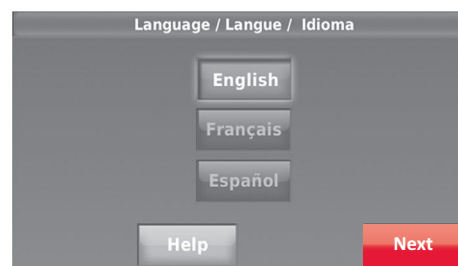 Language / Langue / Idioma
English
Français
Español
Help
Next